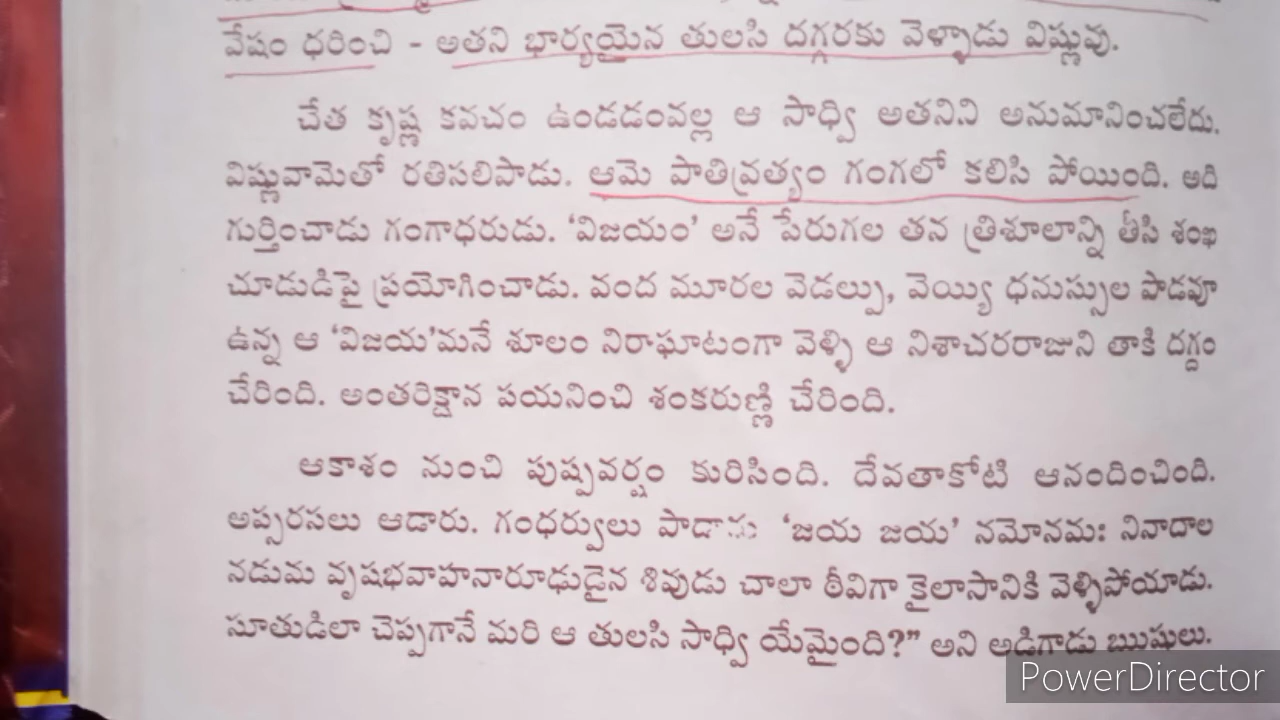 వేషం ధరించి - అతని భార్యయైన తులసి దగ్గరకు వెళ్ళాడు విష్ణువు.
చేత కృష్ణ కవచం ఉండడంవల్ల ఆ సాధ్వి అతనిని అనుమానించలేదు.
విష్ణువామెతో రతిసలిపాడు. ఆమె పాతివ్రత్యం గంగలో కలిసి పోయింది. అది
గుర్తించాడు గంగాధరుడు. 'విజయం' అనే పేరుగల తన త్రిశూలాన్ని తీసి శంఖ
చూడుడిపై ప్రయోగించాడు. వంద మూరల వెడల్పు, వెయ్యి ధనుస్సుల పొడవూ
ఉన్న ఆ 'విజయ'మనే శూలం నిరాఘాటంగా వెళ్ళి ఆ నిశాచరరాజుని తాకి దగ్దం
చేరింది. అంతరిక్షాన పయనించి శంకరుణ్ణి చేరింది.
ఆకాశం నుంచి పుష్పవర్షం కురిసింది. దేవతాకోటి ఆనందించింది.
అప్సరసలు ఆడారు. గంధర్వులు 'జయ జయ' నమోనమః నినాదాల
నడుమ వృషభవాహనారూఢుడైన శివుడు చాలా ఠీవిగా కైలాసానికి వెళ్ళిపోయాడు.
సూతుడిలా చెప్పగానే మరి ఆ తులసి సాధ్వి యేమైంది?" అని అడిగాడు ఋషులు.
PowerDirector